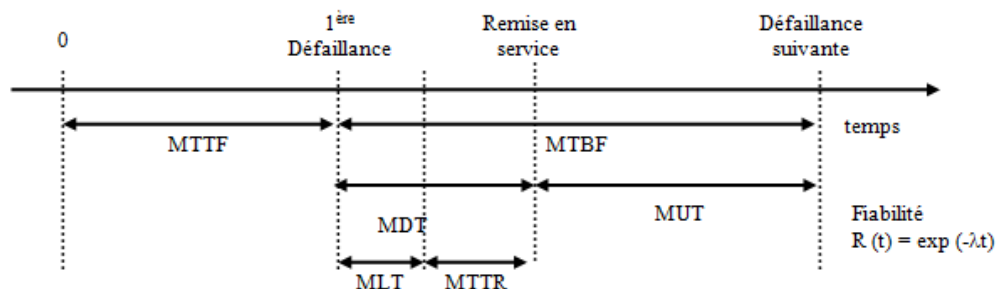 0
1ère
Défaillance
Remise en
service
Défaillance
suivante
MTTF
MTBF
temps
MDT
MUT
Fiabilité
R (t) = exp (-λt)
MLT
MTTR